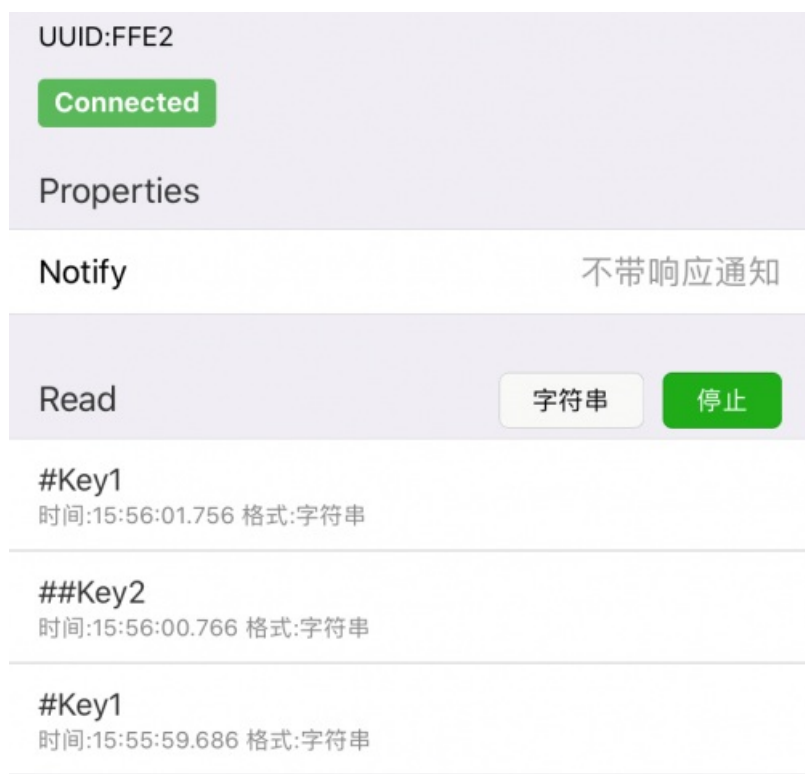 UUID:FFE2
Connected
Properties
Notify 不带响应通知
Read 字符串 停止
#Key1
时间:15:56:01.756 格式:字符串
##Key2
时间:15:56:00.766 格式:字符串
#Key1
时间:15:55:59.686 格式:字符串